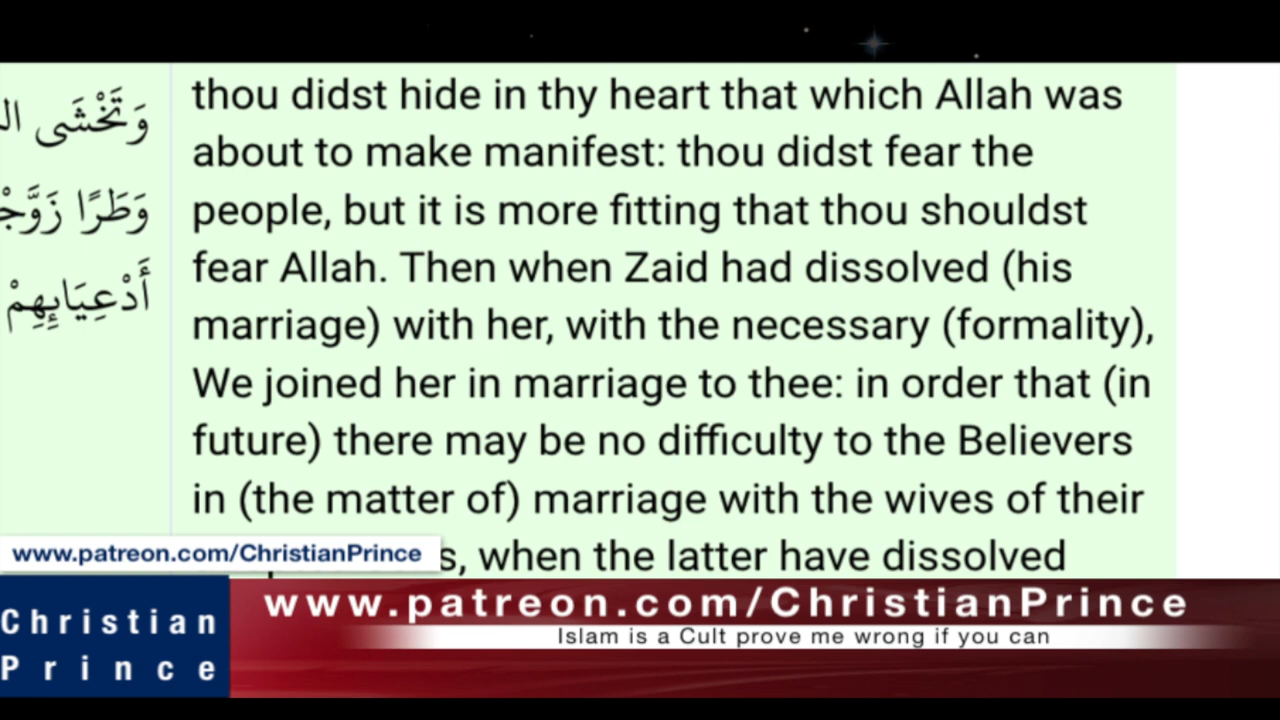 thou didst hide in thy heart that which Allah was
about to make manifest: thou didst fear the
people, but it is more fitting that thou shouldst
fear Allah. Then when Zaid had dissolved (his
marriage) with her, with the necessary (formality),
We joined her in marriage to thee: in order that (in
future) there may be no difficulty to the Believers
in (the matter of) marriage with the wives of their
s, when the latter have dissolved
وَتَخْشَى
وَطَرًا
أَدْعِيَايِٕهِمْ
www.patreon.com/ChristianPrince
Christian
Prince
www.patreon.com/ChristianPrince
Islam is a Cult prove me wrong if you can